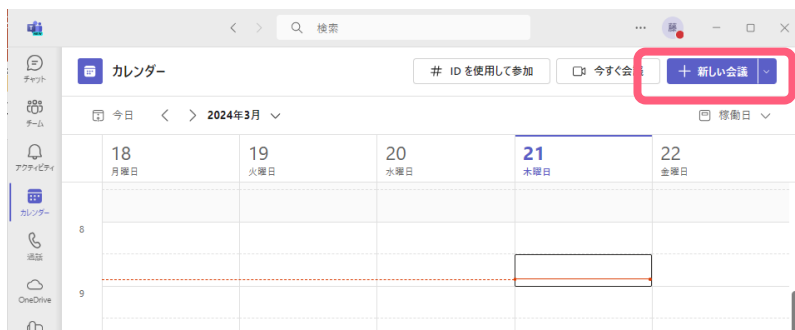 検索
藤
チャット
チーム
アクティビティ
カレンダー
通話
OneDrive
カレンダー
# IDを使用して参加
今すぐ会
+ 新しい会議
今日
2024年3月
稼働日
18
月曜日
19
火曜日
20
水曜日
21
木曜日
22
金曜日
8
9